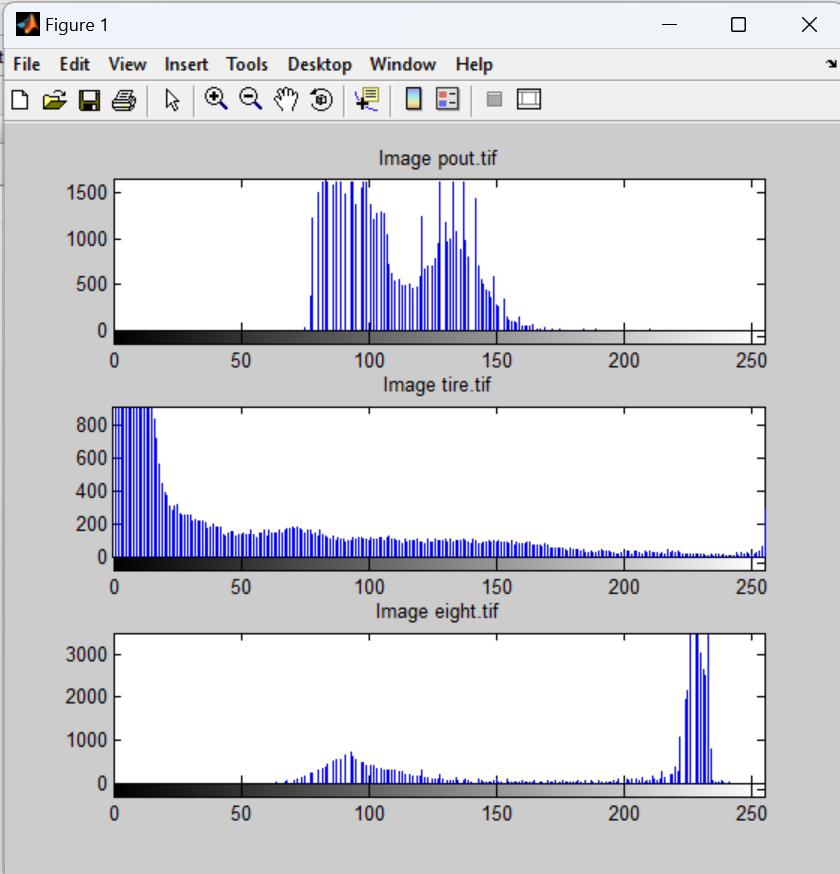 Figure 1
File Edit View Insert Tools Desktop Window Help
Image pout.tif
1500
1000
500
0
0 50 100 150 200 250
Image tire.tif
800
600
400
200
0
0 50 100 150 200 250
Image eight.tif
3000
2000
1000
0
0 50 100 150 200 250